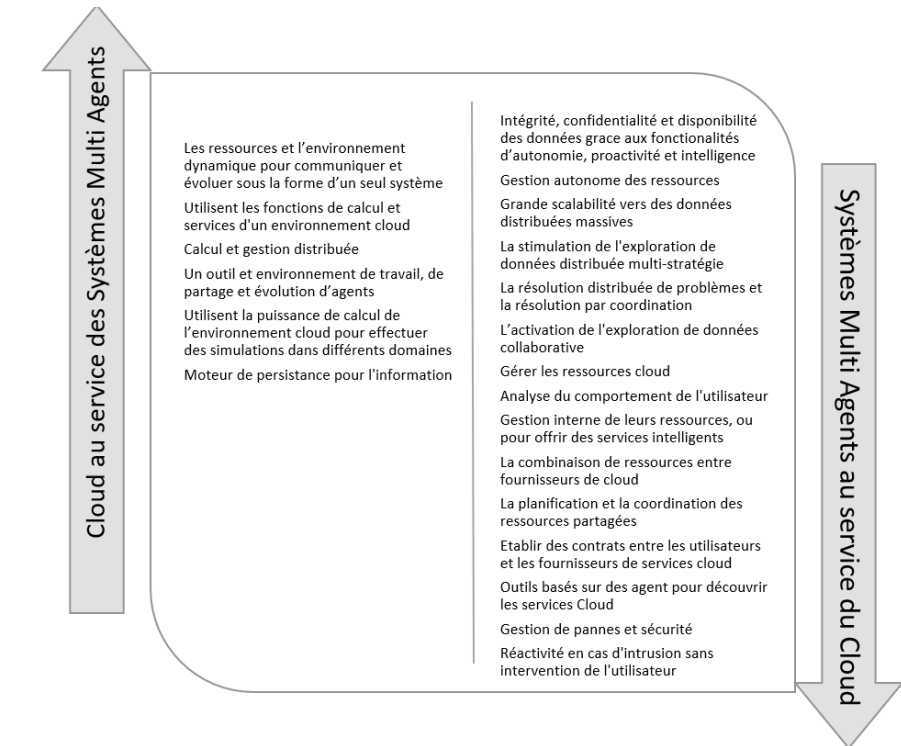 Cloud au service des Systèmes Multi Agents
Les ressources et l’environnement
dynamique pour communiquer et
évoluer sous la forme d’un seul système
Utilisent les fonctions de calcul et
services d'un environnement cloud
Calcul et gestion distribuée
Un outil et environnement de travail, de
partage et évolution d’agents
Utilisent la puissance de calcul de
l’environnement cloud pour effectuer
des simulations dans différents domaines
Moteur de persistance pour l'information
Intégrité, confidentialité et disponibilité
des données grace aux fonctionalités
d’autonomie, proactivité et intelligence
Gestion autonome des ressources
Grande scalabilité vers des données
distribuées massives
La stimulation de l'exploration de
données distribuée multi-stratégie
La résolution distribuée de problèmes et
la résolution par coordination
L’activation de l'exploration de données
collaborative
Gérer les ressources cloud
Analyse du comportement de l'utilisateur
Gestion interne de leurs ressources, ou
pour offrir des services intelligents
La combinaison de ressources entre
fournisseurs de cloud
La planification et la coordination des
ressources partagées
Etablir des contrats entre les utilisateurs
et les fournisseurs de services cloud
Outils basés sur des agent pour découvrir
les services Cloud
Gestion de pannes et sécurité
Réactivité en cas d'intrusion sans
intervention de l'utilisateur
Systèmes Multi Agents au service du Cloud